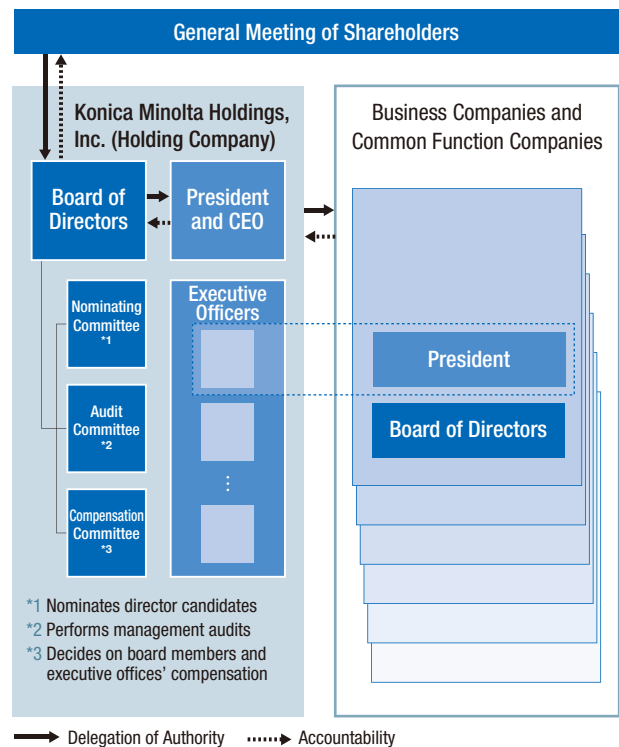 General Meeting of Shareholders
Konica Minolta Holdings,
Inc. (Holding Company)
Board of
Directors
President
and CEO
Nominating
Committee
*1
Audit
Committee
*2
Compensation
Committee
*3
Executive
Officers
⋮
*1 Nominates director candidates
*2 Performs management audits
*3 Decides on board members and
executive offices' compensation
Business Companies and
Common Function Companies
President
Board of Directors
Delegation of Authority
Accountability